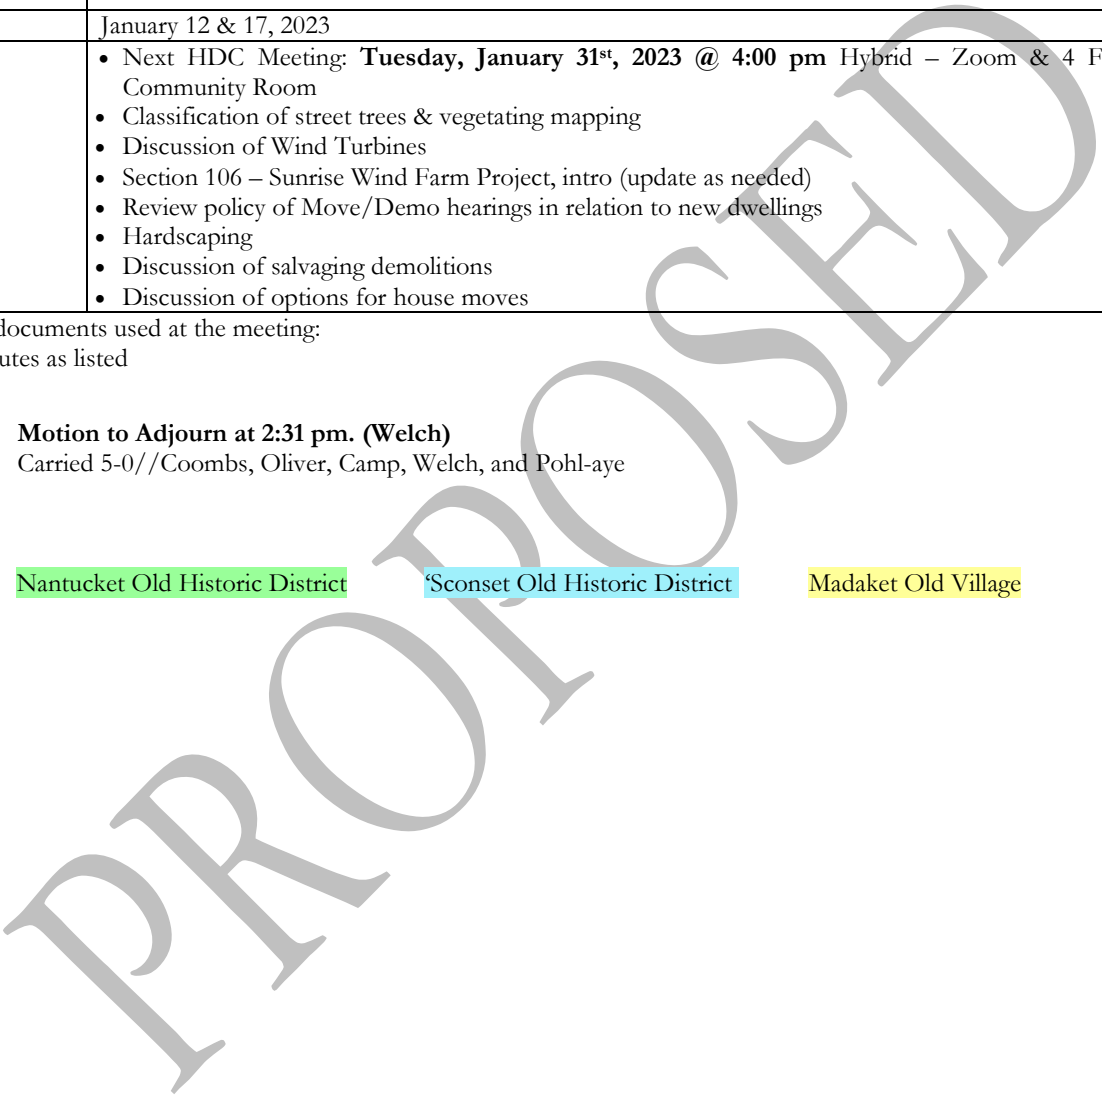 January 12 & 17, 2023
• Next HDC Meeting: Tuesday, January 31st, 2023 @ 4:00 pm Hybrid – Zoom & 4 F
Community Room
• Classification of street trees & vegetating mapping
• Discussion of Wind Turbines
• Section 106 – Sunrise Wind Farm Project, intro (update as needed)
• Review policy of Move/Demo hearings in relation to new dwellings
• Hardscaping
• Discussion of salvaging demolitions
• Discussion of options for house moves
documents used at the meeting:
utes as listed
Motion to Adjourn at 2:31 pm. (Welch)
Carried 5-0//Coombs, Oliver, Camp, Welch, and Pohl-aye
Nantucket Old Historic District ‘Sconset Old Historic District Madaket Old Village
PROPOSED